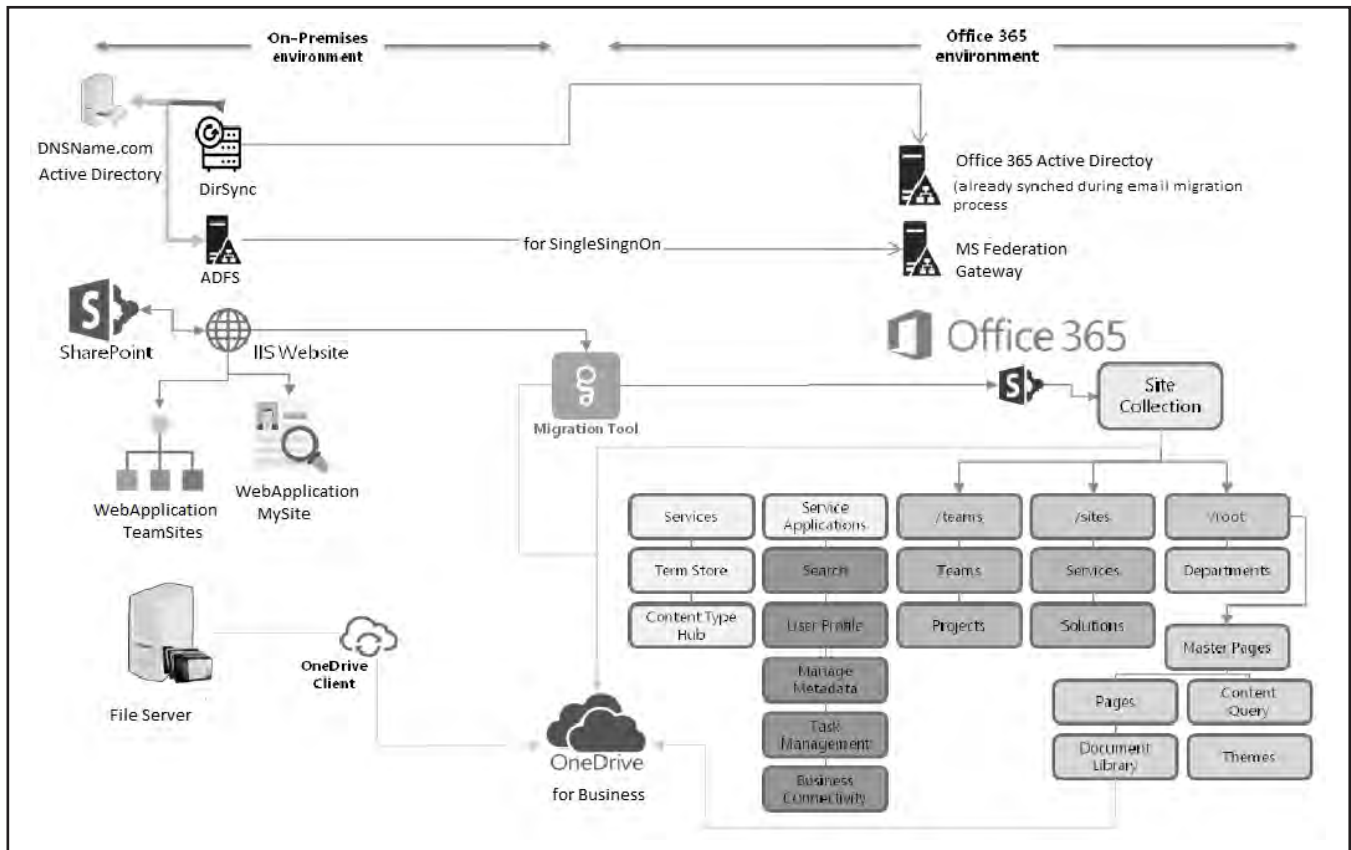 On-Premises
environment
Office 365
environment
DNSName.com
Active Directory
DirSync
Office 365 Active Directoy
(already synched during email migration
process
ADFS
for SingleSingnOn
MS Federation
Gateway
SharePoint
IIS Website
Migration Tool
Office 365
Site
Collection
WebApplication
TeamSites
WebApplication
MySite
Services
Service
Applications
/teams
/sites
/root
Term Store
Search
Teams
Services
Departments
Content Type
Hub
User Profile
Projects
Solutions
Manage
Metadata
Master Pages
Task
Management
Pages
Content
Query
Business
Connectivity
Document
Library
Themes
File Server
OneDrive
Client
OneDrive
for Business